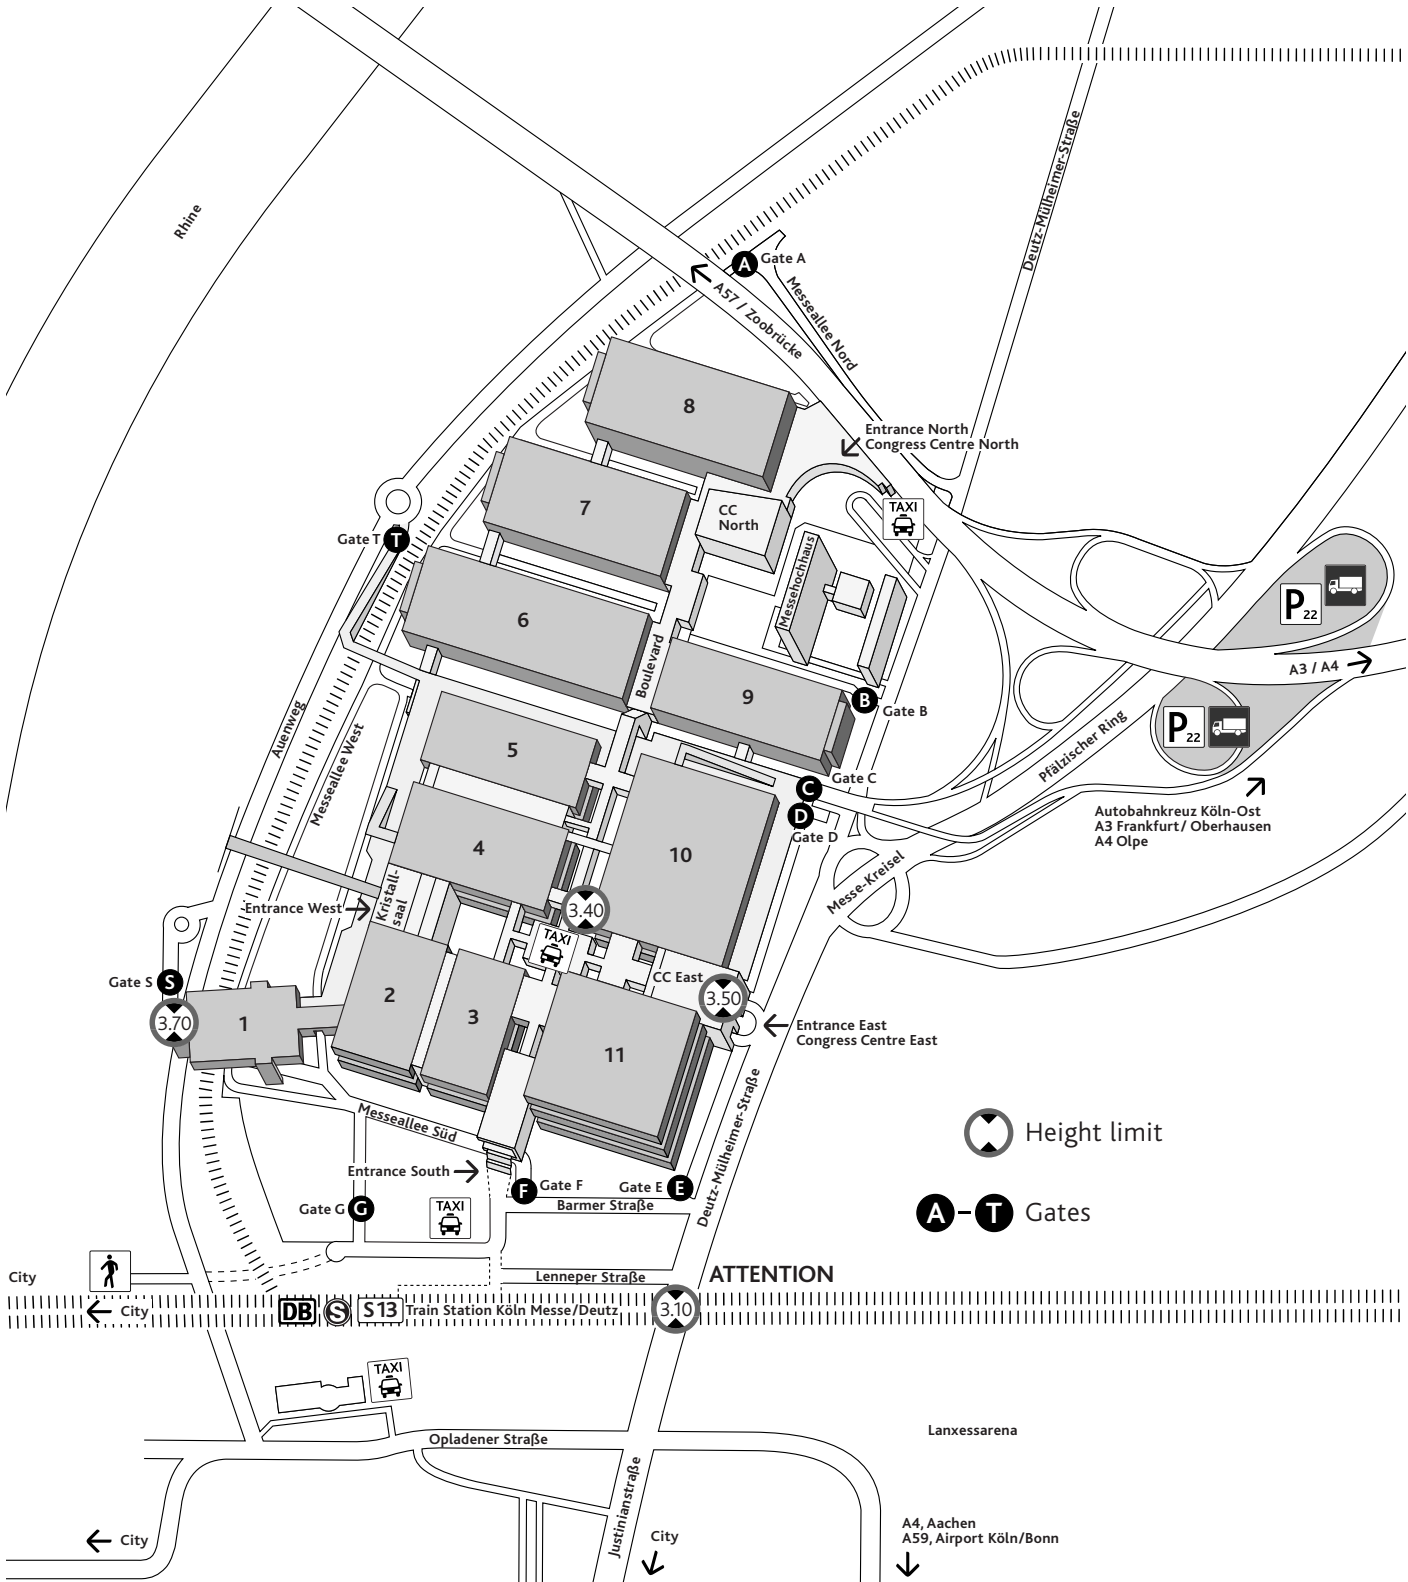 Rhine
Deutz-Mülheimer-Straße
A
Gate A
A57 / Zoobrücke
Messeallee Nord
8
Entrance North
Congress Centre North
7
CC
North
TAXI
Gate T
T
Messehochhaus
P22
6
Boulevard
A3 / A4
9
B
Gate B
P22
Auenweg
Messeallee West
5
Pfälzischer Ring
Gate C
C
D
Gate D
Autobahnkreuz Köln-Ost
A3 Frankfurt / Oberhausen
A4 Olpe
4
10
Messe-Kreisel
Kristall-
saal
Entrance West
3.40
TAXI
Gate S
S
CC East
3.50
3.70
1
2
3
11
Entrance East
Congress Centre East
Deutz-Mülheimer-Straße
Messeallee Süd
Height limit
Entrance South
F
Gate F
Gate E
E
Gate G
G
TAXI
Barmer Straße
A – T Gates
City
Lenneper Straße
ATTENTION
City
DB
S
S 13
Train Station Köln Messe/Deutz
3.10
TAXI
Opladener Straße
Lanxessarena
Justinianstraße
City
City
A4, Aachen
A59, Airport Köln/Bonn